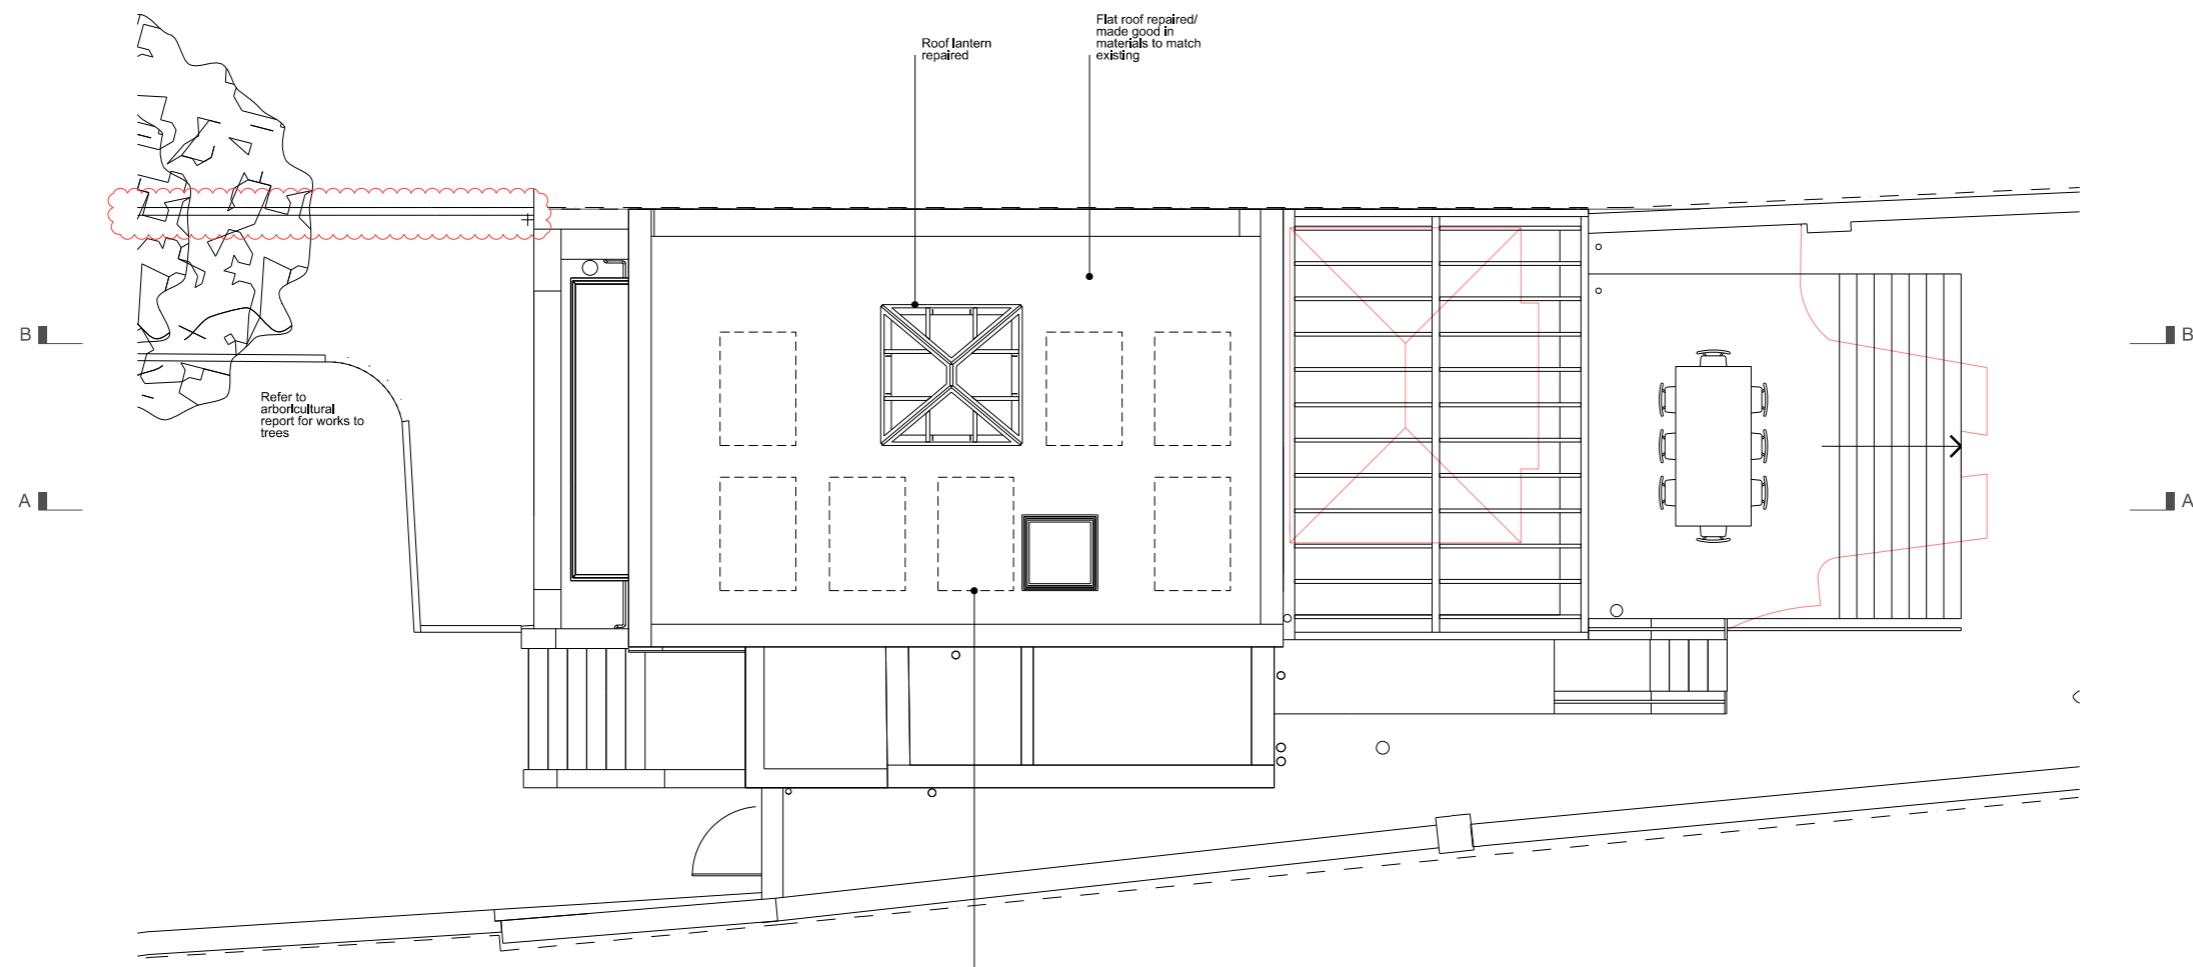 Roof lantern
repaired
Flat roof repaired/
made good in
materials to match
existing
B
B
Refer to
arboricultural
report for works to
trees
A
A